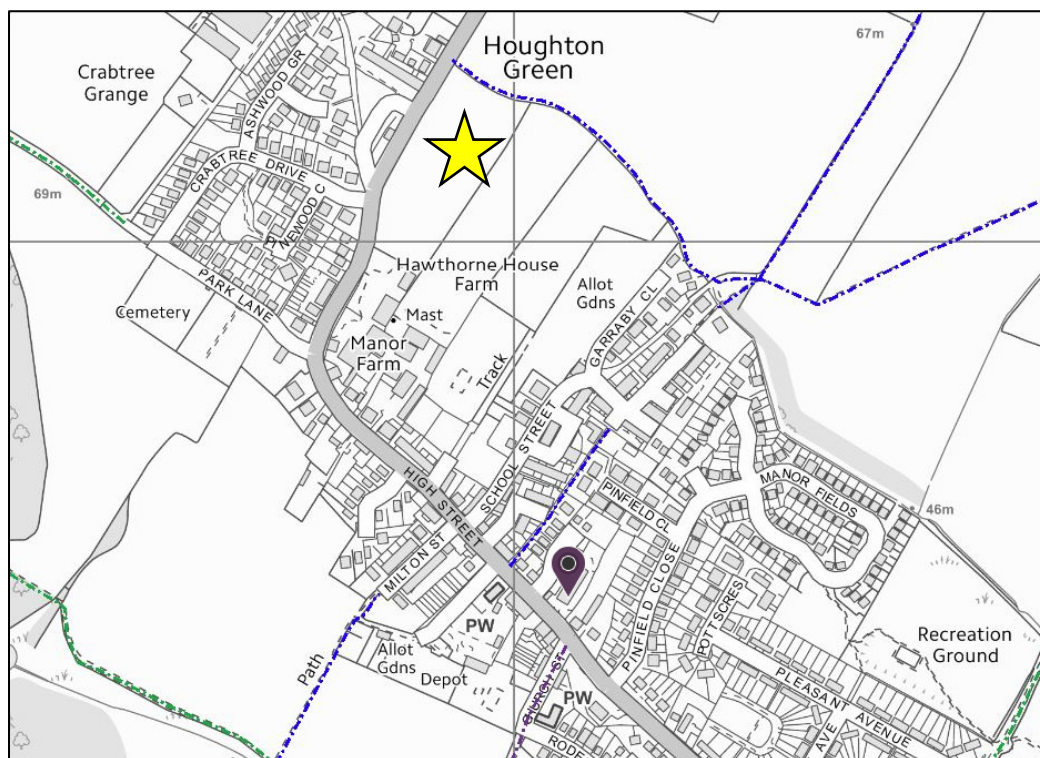 67m
Houghton
Green
Crabtree
Grange
ASHWOOD GR
CRABTREE DRIVE
PINEWOOD C
69m
PARK LANE
Cemetery
Hawthorne House
Farm
Mast
Manor
Farm
Allot
Gdns
GARRABY CL
Track
SCHOOL STREET
HIGH STREET
MILTON ST
PINFIELD CL
MANOR FIELDS
46m
PINFIELD CLOSE
POTTSCRES
PW
Allot
Gdns
Depot
Path
CHURCH ST
PW
Recreation
Ground
PLEASANT AVENUE
AVE
RODE